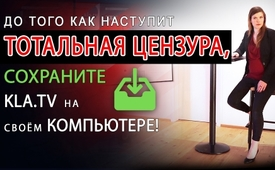 ДО ТОГО КАК НАСТУПИТ
ТОТАЛЬНАЯ ЦЕНЗУРА,
СОХРАНИТЕ
KLA.TV НА
СВОЁМ КОМПЬЮТЕРЕ!